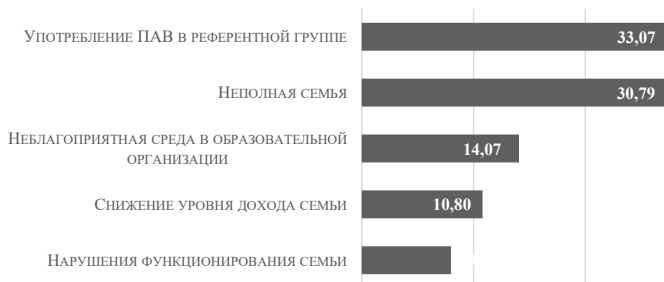 Употребление ПАВ в референтной группе
33,07
Неполная семья
30,79
Неблагоприятная среда в образовательной
организации
14,07
Снижение уровня дохода семьи
10,80
Нарушения функционирования семьи